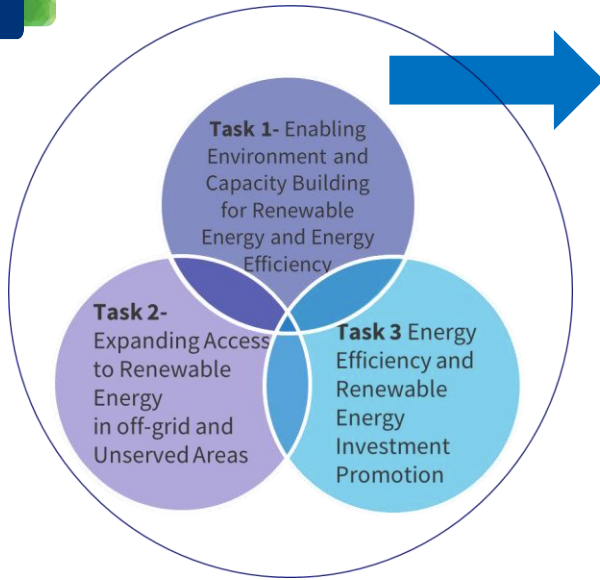 Task 1- Enabling
Environment and
Capacity Building
for Renewable
Energy and Energy
Efficiency
Task 2-
Expanding Access
to Renewable
Energy
in off-grid and
Unserved Areas
Task 3 Energy
Efficiency and
Renewable
Energy
Investment
Promotion